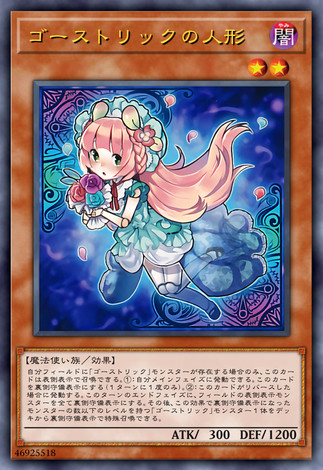 ゴーストリックの人形
やみ
闇
【魔法使い族／効果】
自分フィールドに「ゴーストリック」モンスターが存在する場合のみ、このカー
ドは表側表示で召喚できる。①:自分メインフェイズに発動できる。このカード
を裏側守備表示にする（１ターンに１度のみ）。②:このカードがリバースした
場合に発動する。このターンのエンドフェイズに、フィールドの表側表示モン
スターを全て裏側守備表示にする。その後、この効果で裏側守備表示になった
モンスターの数以下のレベルを持つ「ゴーストリック」モンスター１体をデッ
キから裏側守備表示で特殊召喚できる。
ATK/ 300 DEF/1200
46925518